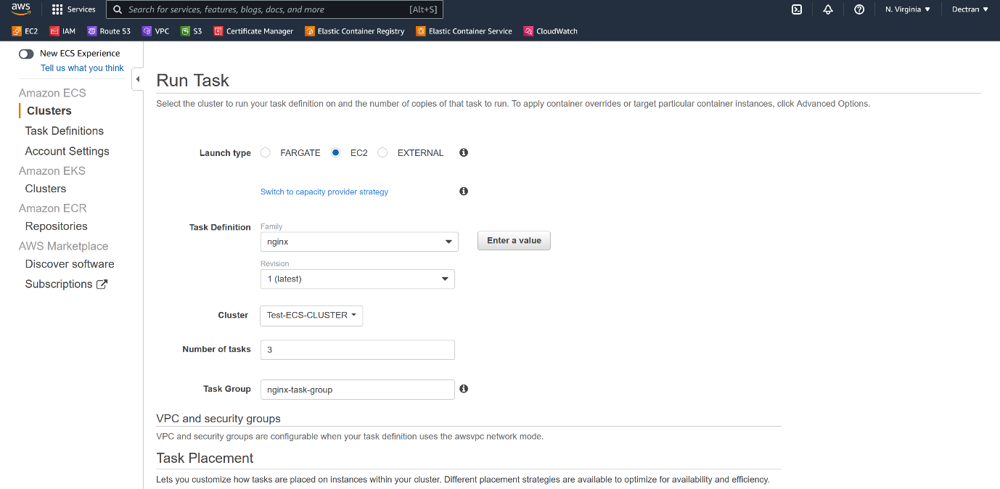 aws Services Search for services, features, blogs, docs, and more [Alt+S] N. Virginia Dectran
EC2 IAM Route 53 VPC S3 Certificate Manager Elastic Container Registry Elastic Container Service CloudWatch
New ECS Experience
Tell us what you think
Amazon ECS
Clusters
Task Definitions
Account Settings
Amazon EKS
Clusters
Amazon ECR
Repositories
AWS Marketplace
Discover software
Subscriptions
Run Task
Select the cluster to run your task definition on and the number of copies of that task to run. To apply container overrides or target particular container instances, click Advanced Options.
Launch type FARGATE EC2 EXTERNAL
Switch to capacity provider strategy
Task Definition Family
nginx Enter a value
Revision
1 (latest)
Cluster Test-ECS-CLUSTER
Number of tasks 3
Task Group nginx-task-group
VPC and security groups
VPC and security groups are configurable when your task definition uses the awsvpc network mode.
Task Placement
Lets you customize how tasks are placed on instances within your cluster. Different placement strategies are available to optimize for availability and efficiency.